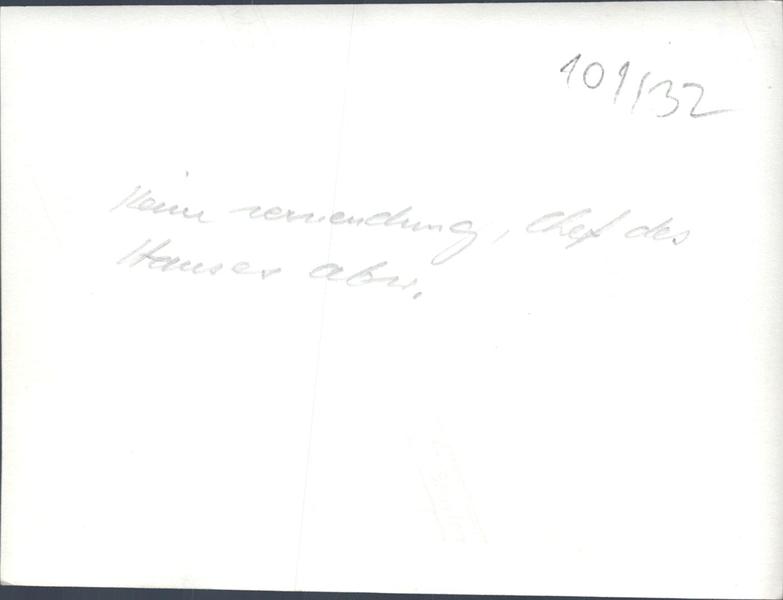 101/32
Keine verwendung, Chef des
Hauses abw.